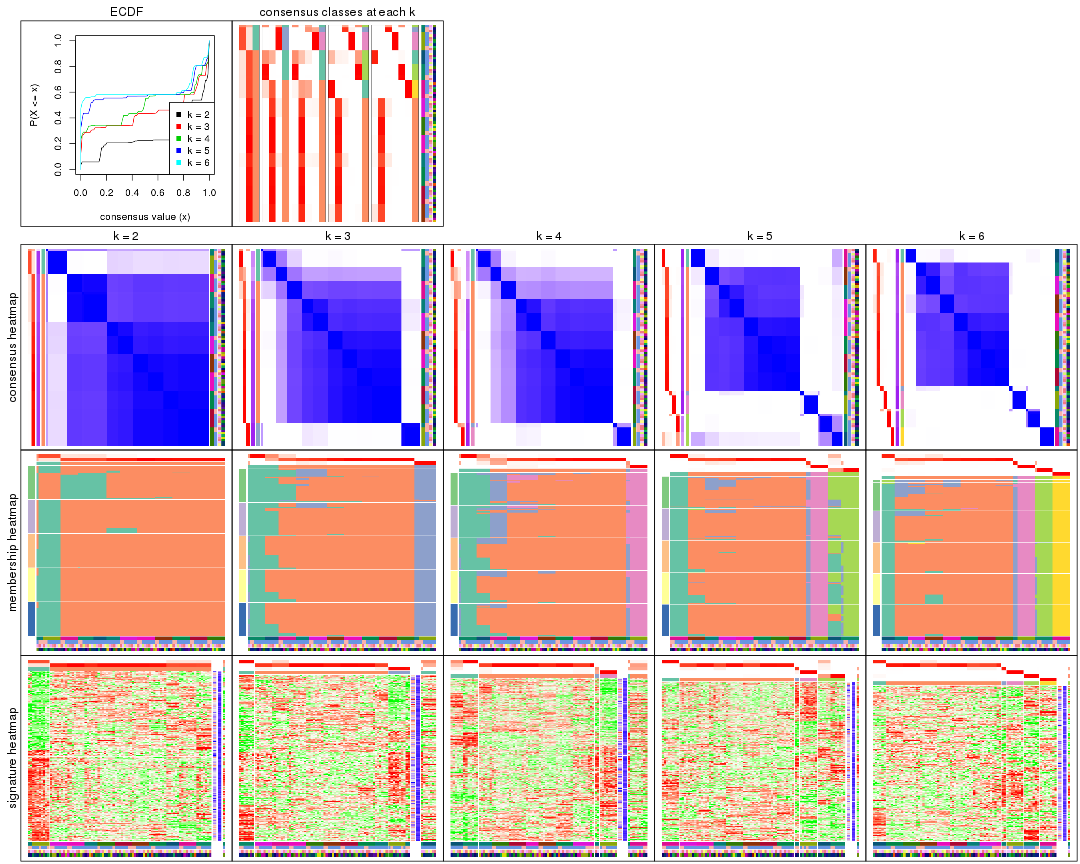 ECDF
consensus classes at each k
P(X <= x)
1.0
0.8
0.6
0.4
0.2
0.0
k = 2
k = 3
k = 4
k = 5
k = 6
0.0 0.2 0.4 0.6 0.8 1.0
consensus value (x)
k = 2
k = 3
k = 4
k = 5
k = 6
consensus heatmap
membership heatmap
signature heatmap